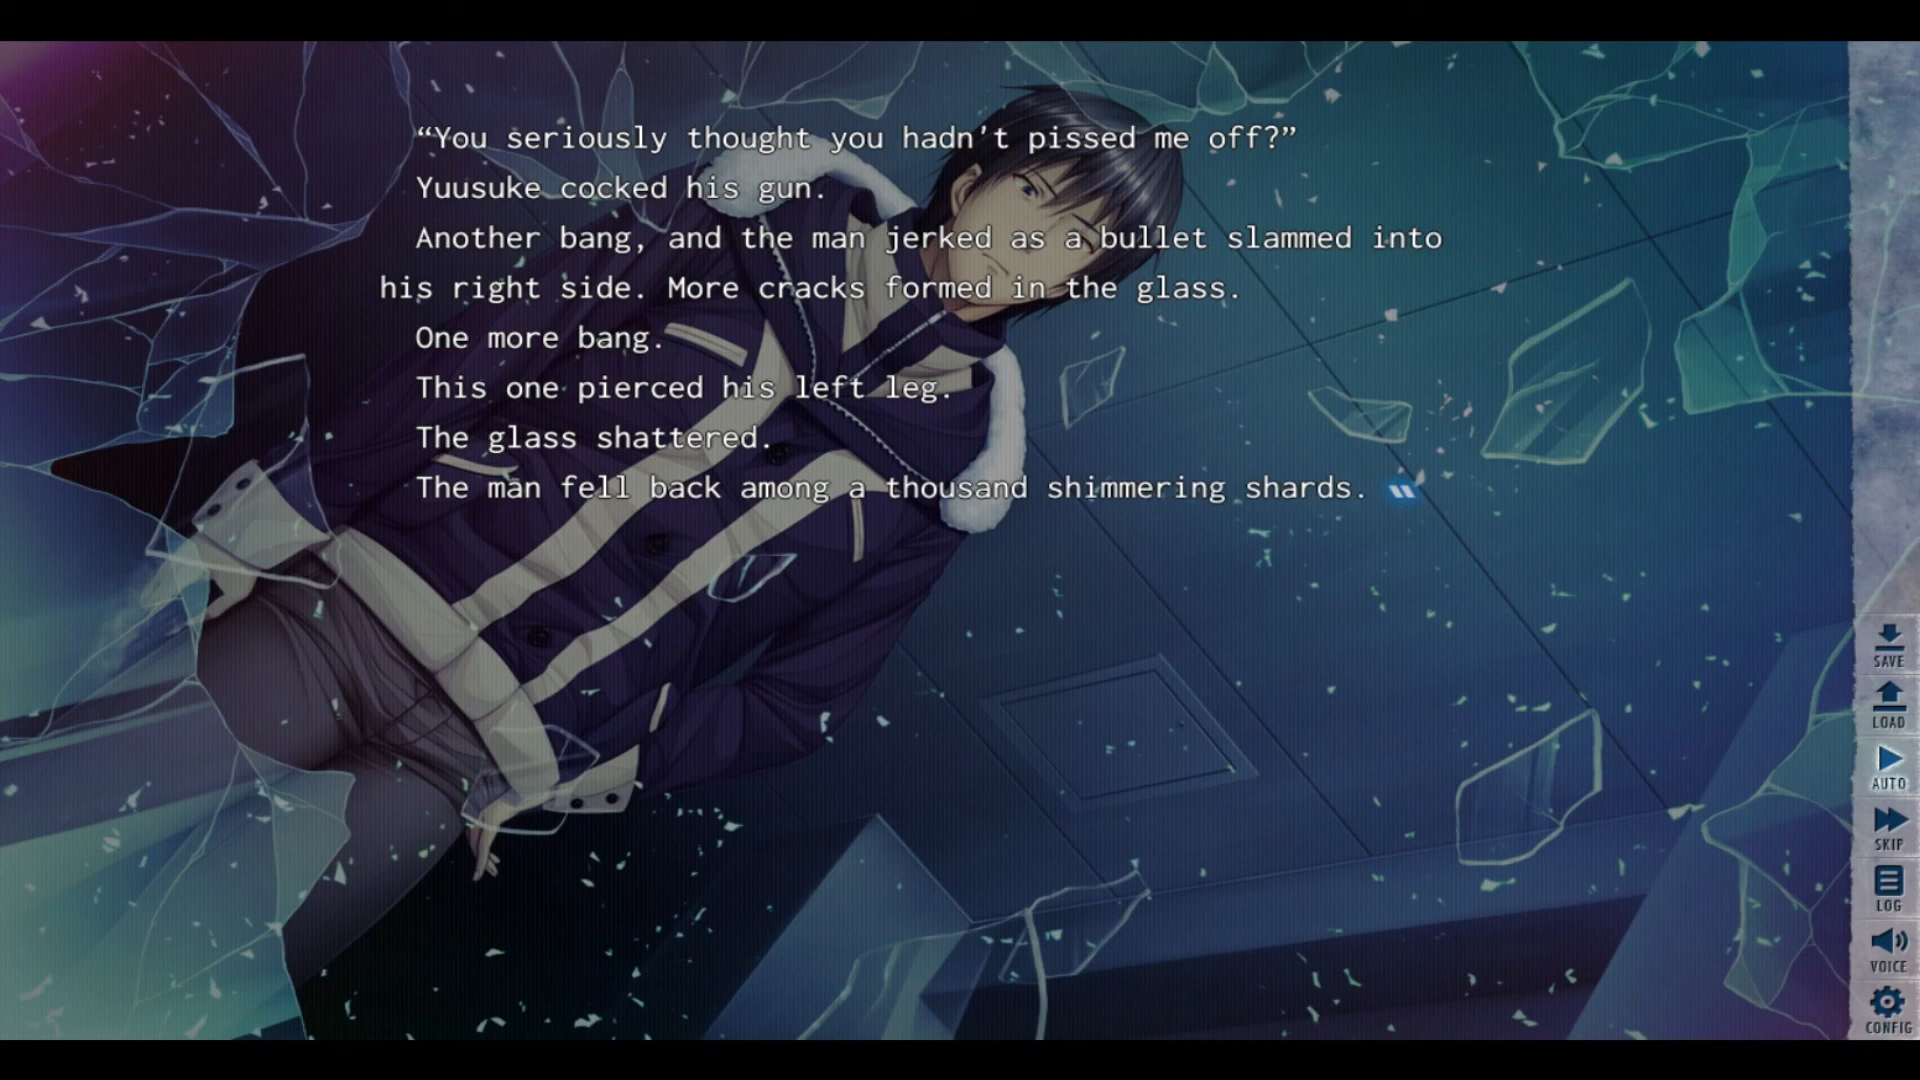 “You seriously thought you hadn't pissed me off?”
Yuusuke cocked his gun.
Another bang, and the man jerked as a bullet slammed into
his right side. More cracks formed in the glass.
One more bang.
This one pierced his left leg.
The glass shattered.
The man fell back among a thousand shimmering shards.
SAVE
LOAD
AUTO
SKIP
LOG
VOICE
CONFIG